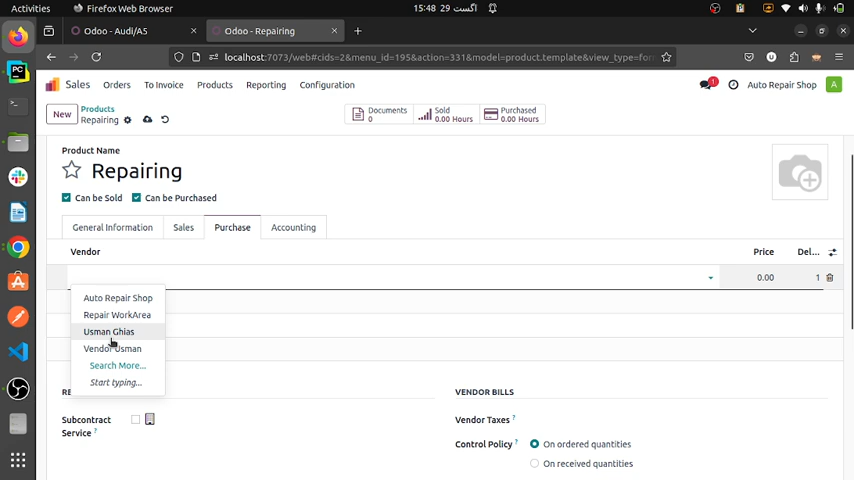 Activities
Firefox Web Browser
15:48 29 اگست
Odoo - Audi/A5
Odoo - Repairing
localhost:7073/web#cids=2&menu_id=195&action=331&model=product.template&view_type=for
Sales
Orders
To Invoice
Products
Reporting
Configuration
1
Auto Repair Shop
A
New
Products
Repairing
Documents
0
Sold
0.00 Hours
Purchased
0.00 Hours
Product Name
Repairing
Can be Sold
Can be Purchased
General Information
Sales
Purchase
Accounting
Vendor
Price
Del...
0.00
1
Auto Repair Shop
Repair WorkArea
Usman Ghias
Vendor Usman
Search More...
Start typing...
RE
VENDOR BILLS
Subcontract
Service ?
Vendor Taxes ?
Control Policy ?
On ordered quantities
On received quantities